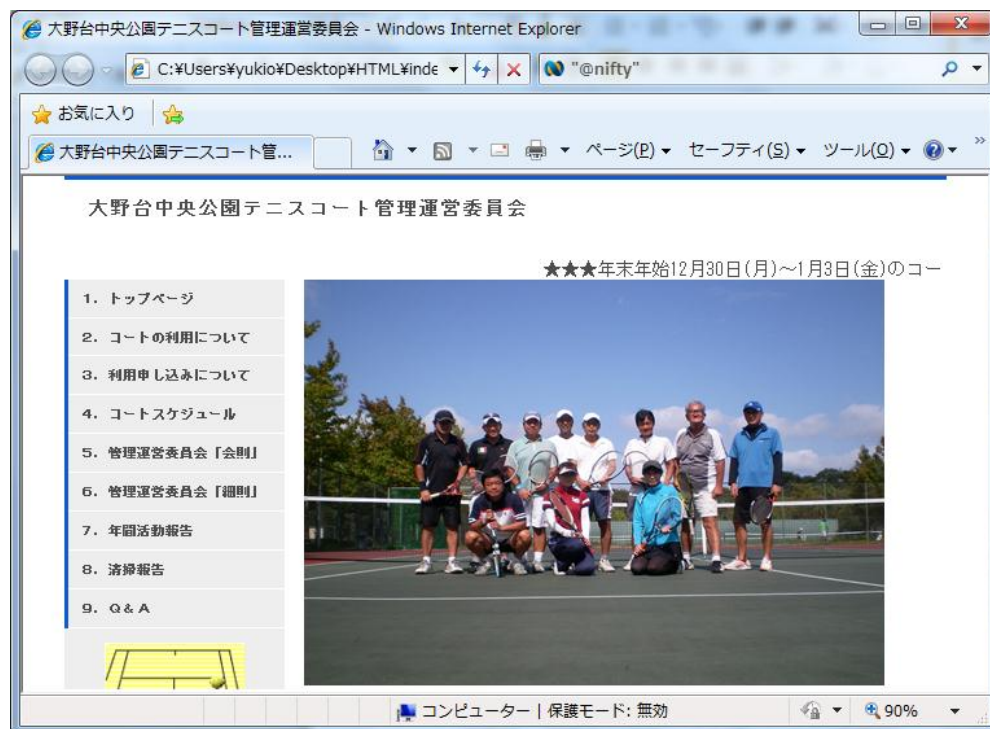 大野台中央公園テニスコート管理運営委員会 - Windows Internet Explorer
C:¥Users¥yukio¥Desktop¥HTML¥inde
"@nifty"
お気に入り
大野台中央公園テニスコート管...
ページ(P)
セーフティ(S)
ツール(O)
大野台中央公園テニスコート管理運営委員会
★★★年末年始12月30日(月)～1月3日(金)のコー
1. トップページ
2. コートの利用について
3. 利用申し込みについて
4. コートスケジュール
5. 管理運営委員会「会則」
6. 管理運営委員会「細則」
7. 年間活動報告
8. 清掃報告
9. Q&A
コンピューター | 保護モード: 無効
90%